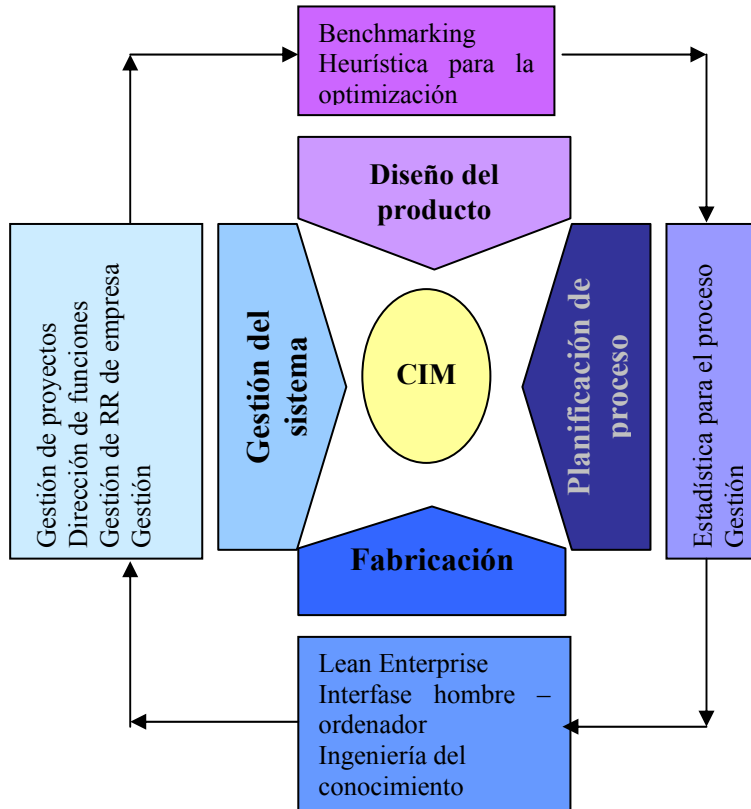 Benchmarking
Heurística para la
optimización
Diseño del
producto
Gestión de proyectos
Dirección de funciones
Gestión de RR de empresa
Gestión
Gestión del
sistema
CIM
Planificación de
proceso
Estadística para el proceso
Gestión
Fabricación
Lean Enterprise
Interfase hombre –
ordenador
Ingeniería del
conocimiento